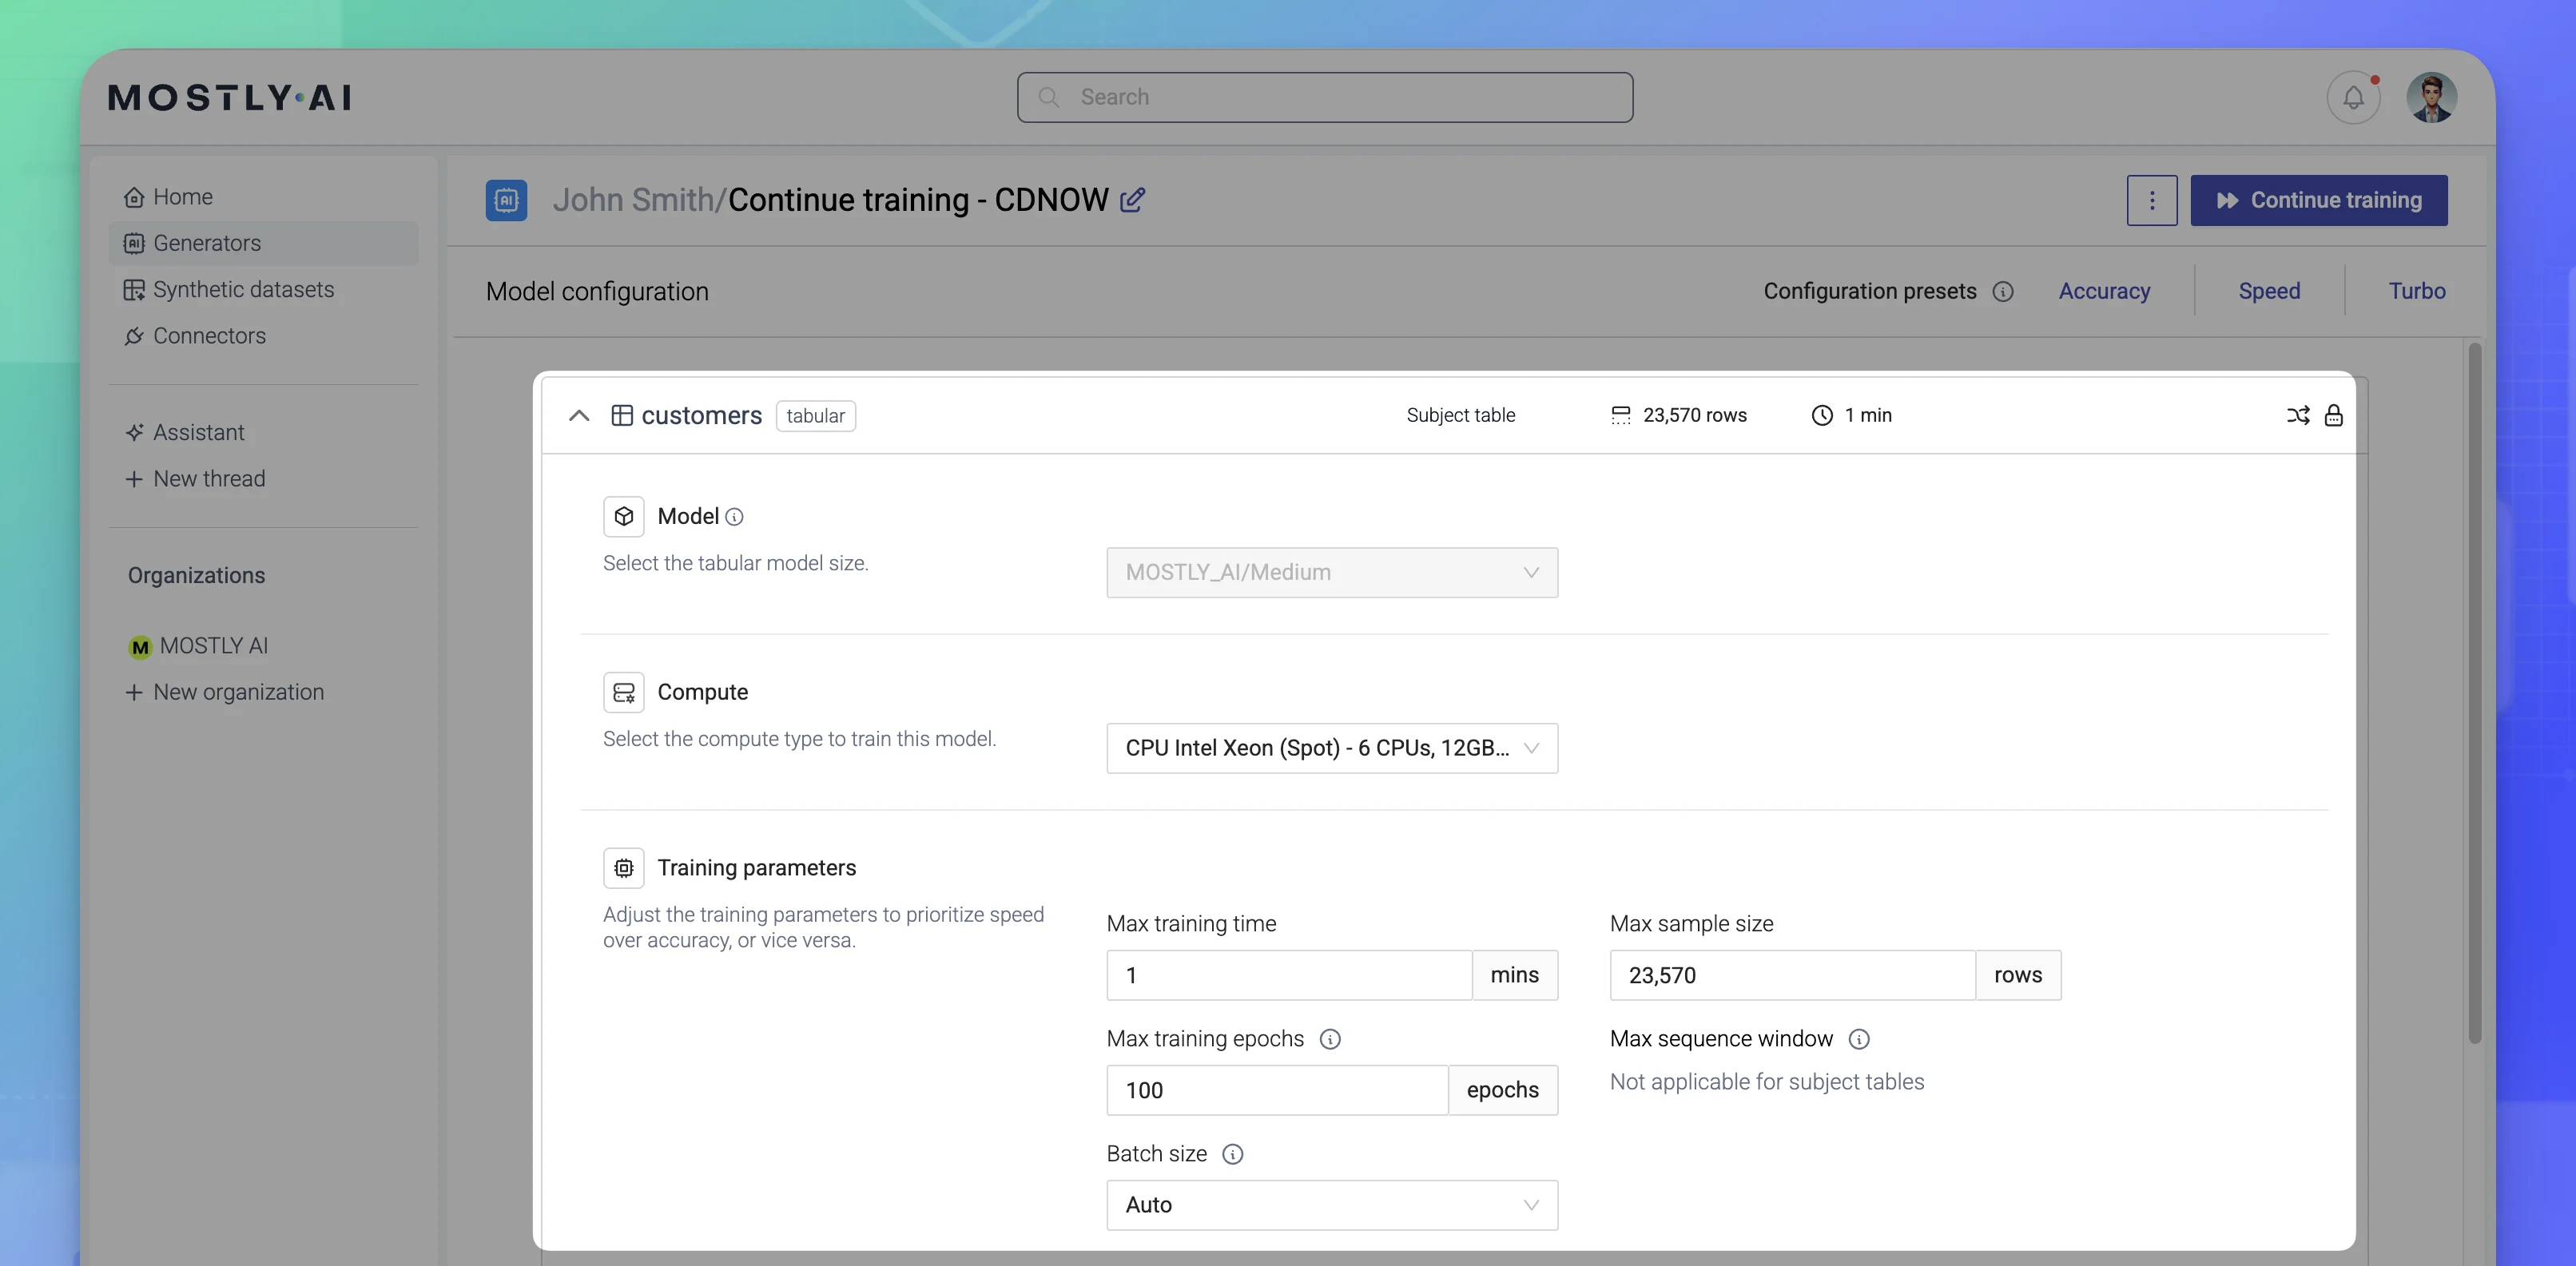 MOSTLY AI
Search
Home
Generators
Synthetic datasets
Connectors
Assistant
New thread
Organizations
M MOSTLY AI
New organization
John Smith/Continue training - CDNOW
Continue training
Model configuration
Configuration presets
Accuracy
Speed
Turbo
customers
tabular
Subject table
23,570 rows
1 min
Model
Select the tabular model size.
MOSTLY_AI/Medium
Compute
Select the compute type to train this model.
CPU Intel Xeon (Spot) - 6 CPUs, 12GB...
Training parameters
Adjust the training parameters to prioritize speed
over accuracy, or vice versa.
Max training time
1 mins
Max sample size
23,570 rows
Max training epochs
100 epochs
Max sequence window
Not applicable for subject tables
Batch size
Auto